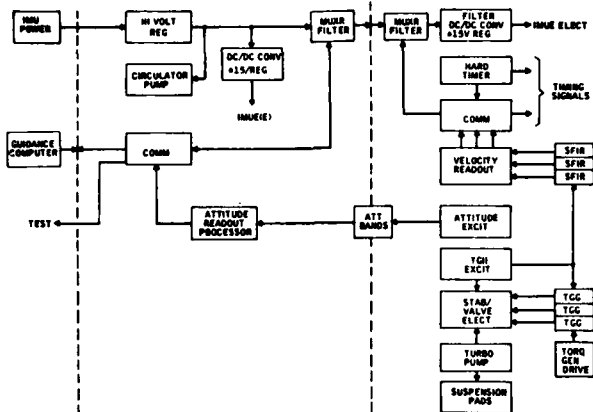 IMU
POWER
HI VOLT
REG
MUXR
FILTER
MUXR
FILTER
FILTER
DC/DC CONV
±15V REG
IMUE ELECT
DC/DC CONV
±15/REG
CIRCULATOR
PUMP
IMUE(E)
HARD
TIMER
TIMING
SIGNALS
COMM
GUIDANCE
COMPUTER
COMM
VELOCITY
READOUT
SFIR
SFIR
SFIR
TEST
ATTITUDE
READOUT
PROCESSOR
ATT
BANDS
ATTITUDE
EXCIT
EXCIT
STAB/
VALVE
ELECT
TGG
TGG
TGG
TURBO
PUMP
TORQ
GEN
DRIVE
SUSPENSION
PADS